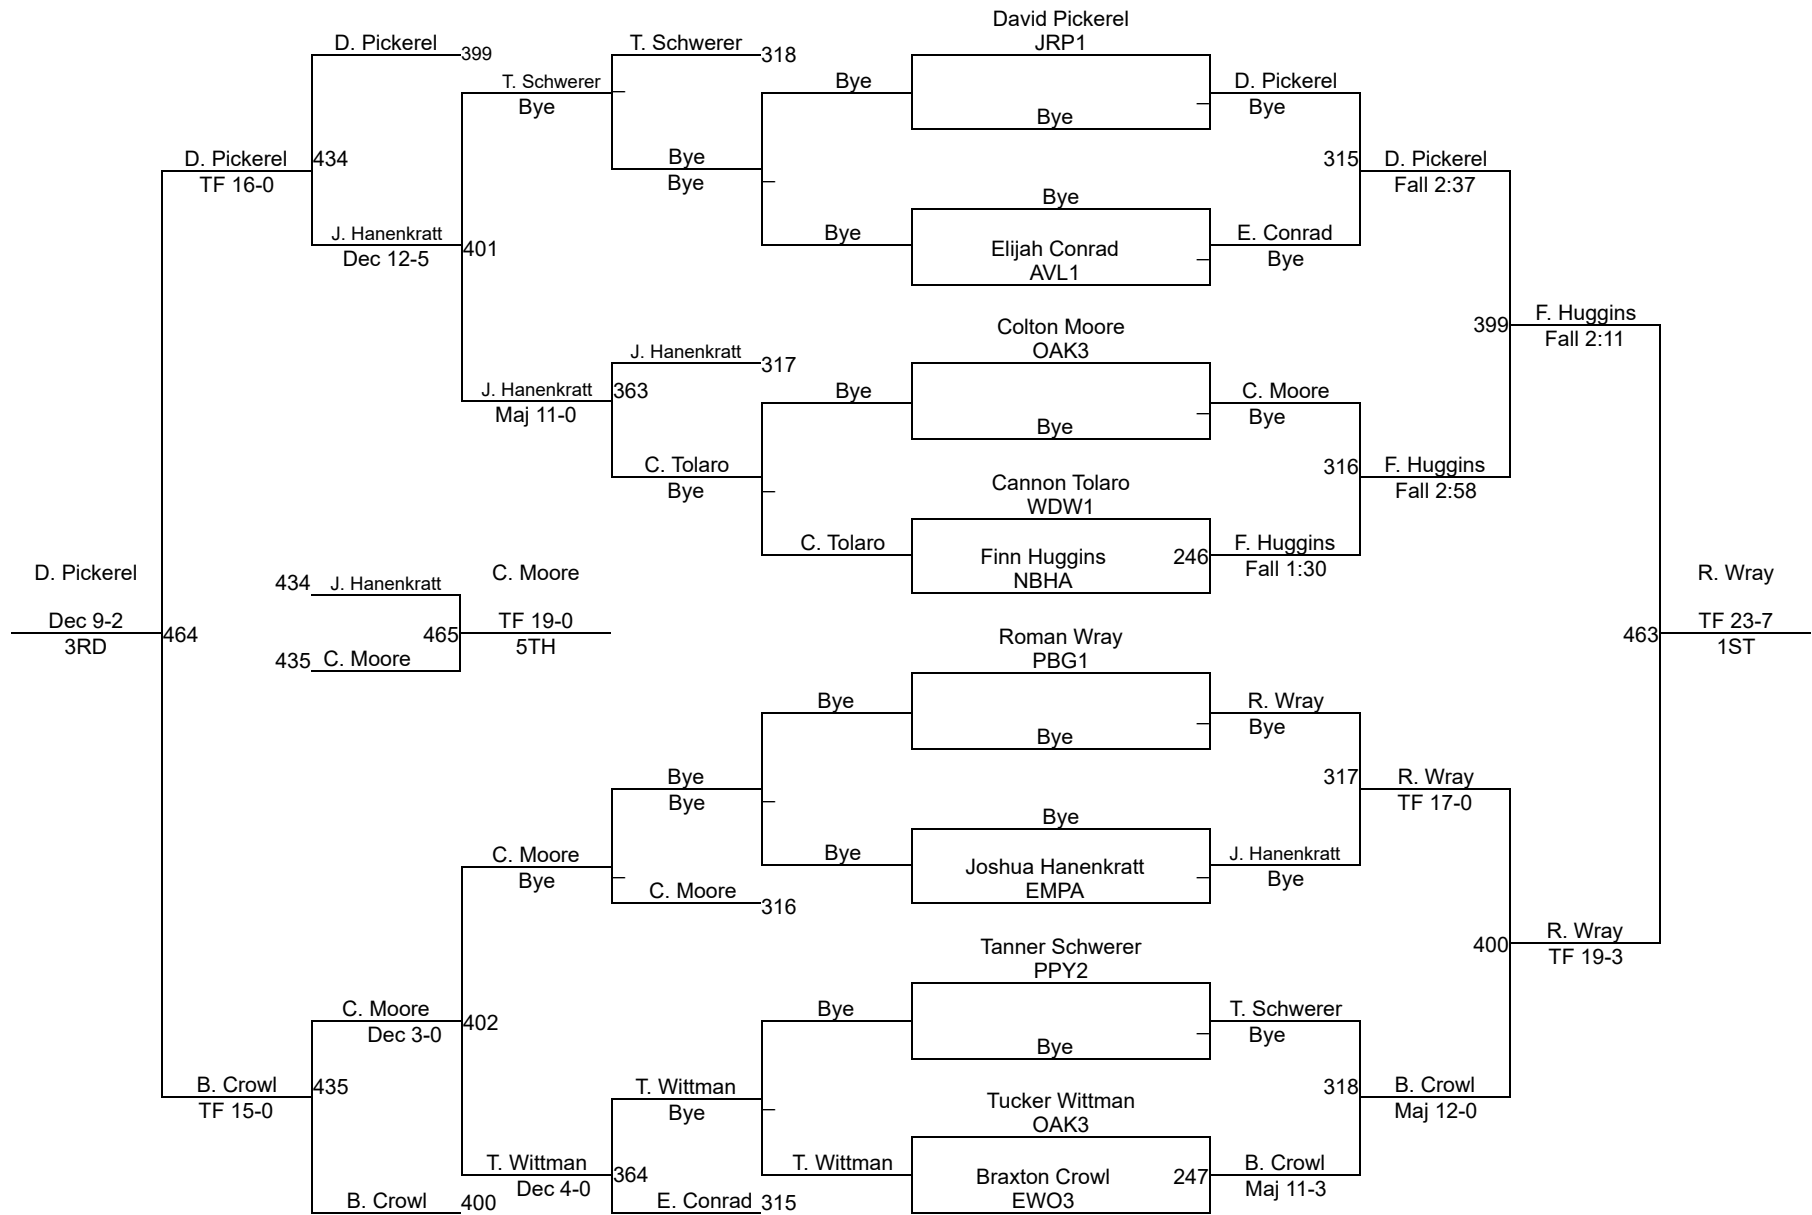 David Pickerel
JRP1
Bye
Bye
Elijah Conrad
AVL1
Colton Moore
OAK3
Bye
Cannon Tolaro
WDW1
Finn Huggins
NBHA
246
Roman Wray
PBG1
Bye
Bye
Joshua Hanenkratt
EMPA
Tanner Schwerer
PPY2
Bye
Tucker Wittman
OAK3
Braxton Crowl
EWO3
247
D. Pickerel
Bye
E. Conrad
Bye
C. Moore
Bye
F. Huggins
Fall 1:30
R. Wray
Bye
J. Hanenkratt
Bye
T. Schwerer
Bye
B. Crowl
Maj 11-3
315
D. Pickerel
Fall 2:37
316
F. Huggins
Fall 2:58
317
R. Wray
TF 17-0
318
B. Crowl
Maj 12-0
399
F. Huggins
Fall 2:11
400
R. Wray
TF 19-3
463
R. Wray
TF 23-7
1ST
Bye
Bye
Bye
C. Tolaro
Bye
Bye
Bye
T. Wittman
T. Schwerer
318
Bye
Bye
J. Hanenkratt
317
C. Tolaro
Bye
Bye
Bye
C. Moore
316
T. Wittman
Bye
E. Conrad
315
T. Schwerer
Bye
J. Hanenkratt
363
Maj 11-0
C. Moore
Bye
T. Wittman
364
Dec 4-0
D. Pickerel
399
J. Hanenkratt
401
Dec 12-5
C. Moore
402
Dec 3-0
B. Crowl
400
D. Pickerel
434
TF 16-0
B. Crowl
435
TF 15-0
D. Pickerel
Dec 9-2
464
3RD
434
J. Hanenkratt
435
C. Moore
465
C. Moore
TF 19-0
5TH